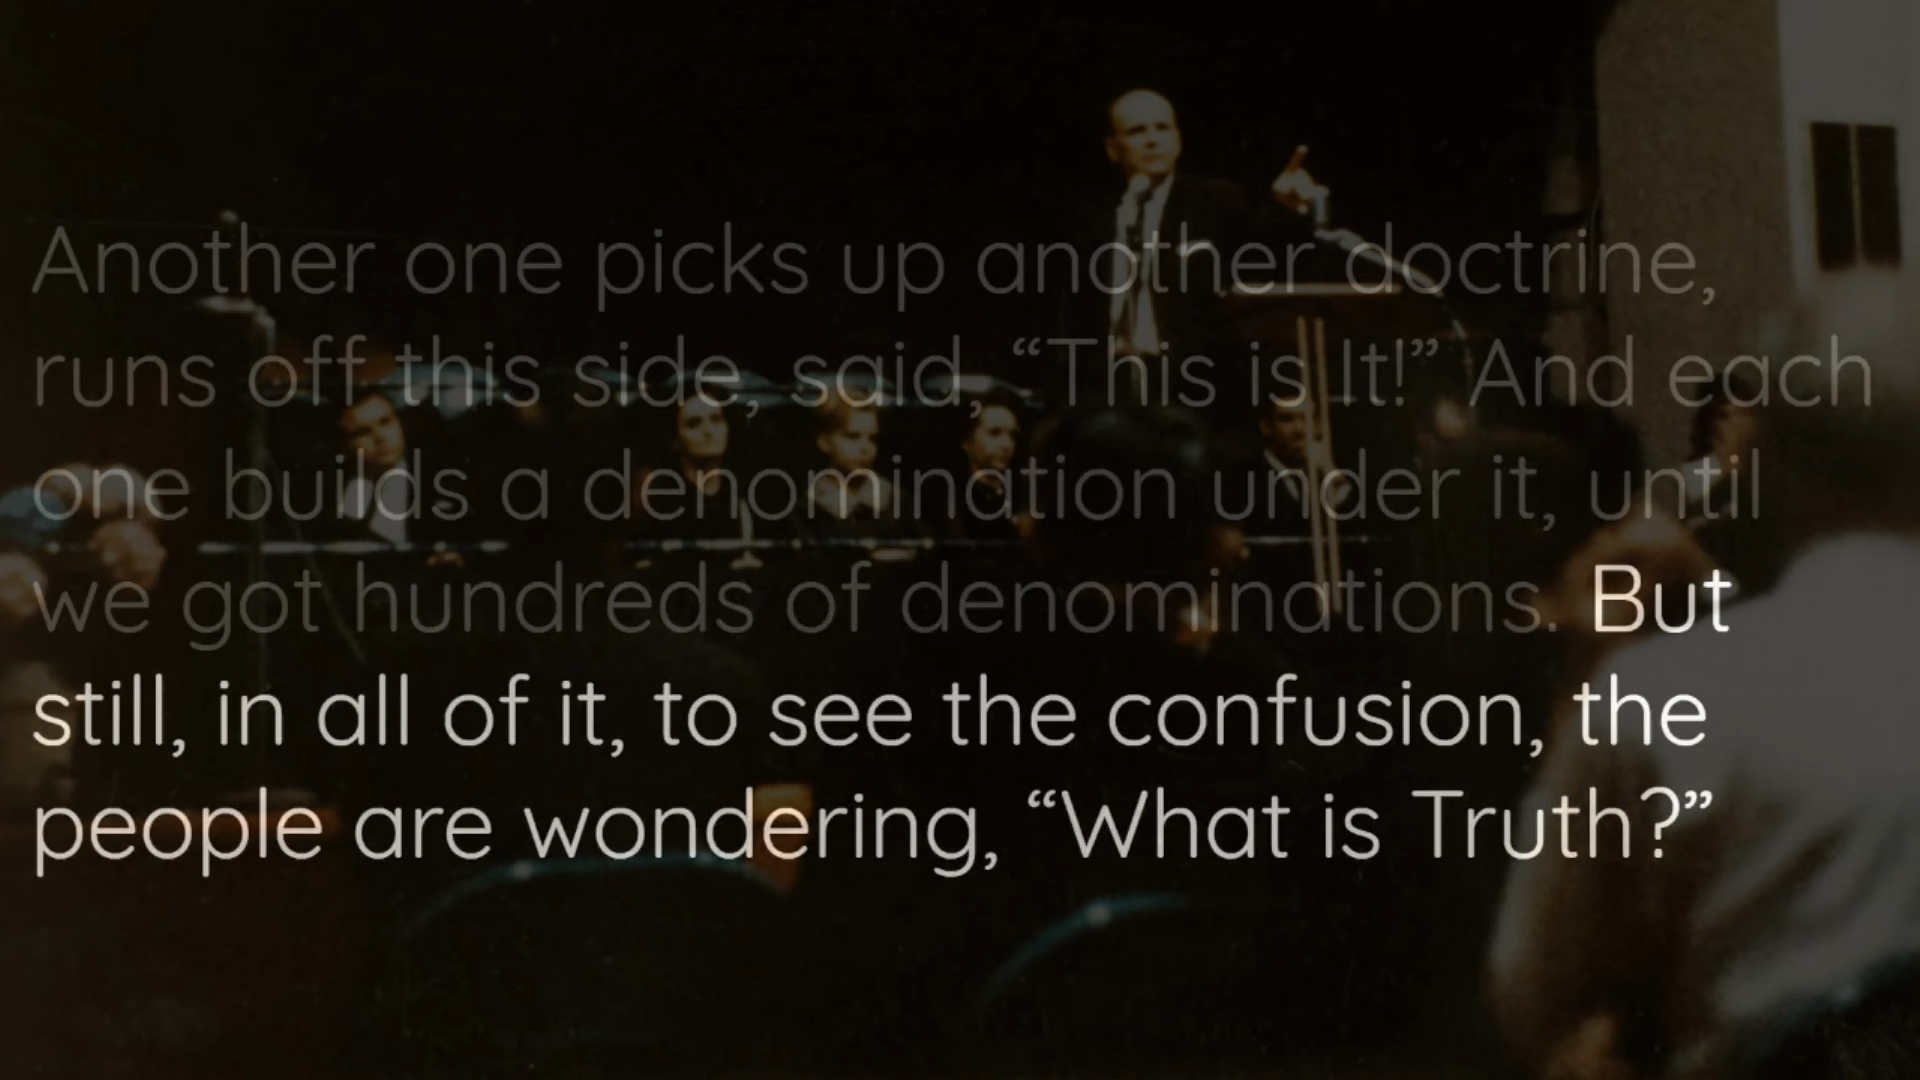 Another one picks up another doctrine,
runs off this side, said, “This is It!” And each
one builds a denomination under it, until
we got hundreds of denominations. But
still, in all of it, to see the confusion, the
people are wondering, “What is Truth?”